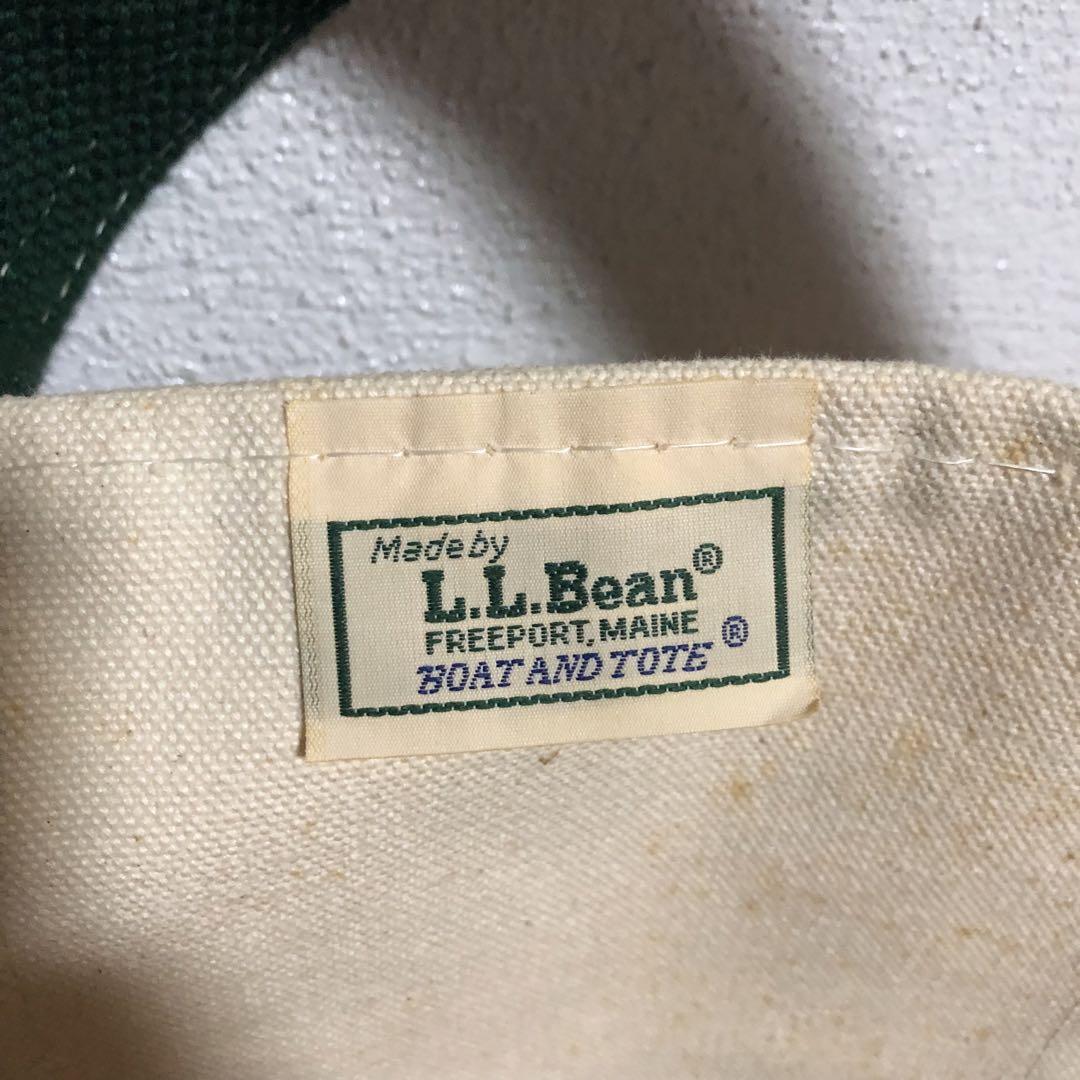 Made by
L.L.Bean®
FREEPORT, MAINE
BOAT AND TOTE ®